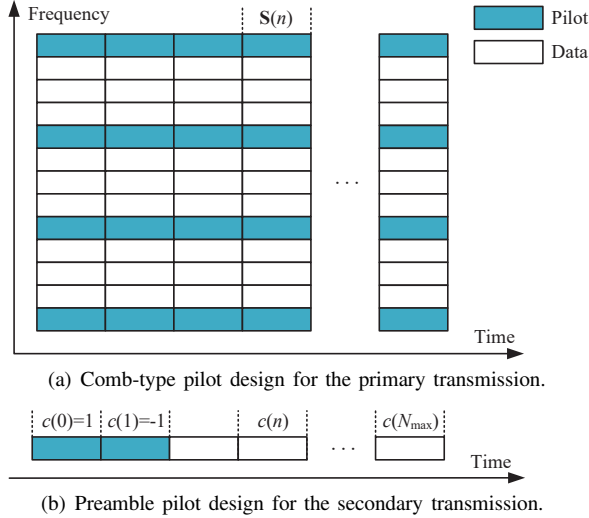 Frequency
S(n)
Pilot
Data
. . .
Time
(a) Comb-type pilot design for the primary transmission.
c(0)=1 c(1)=-1 c(n) c(N_max)
. . .
Time
(b) Preamble pilot design for the secondary transmission.